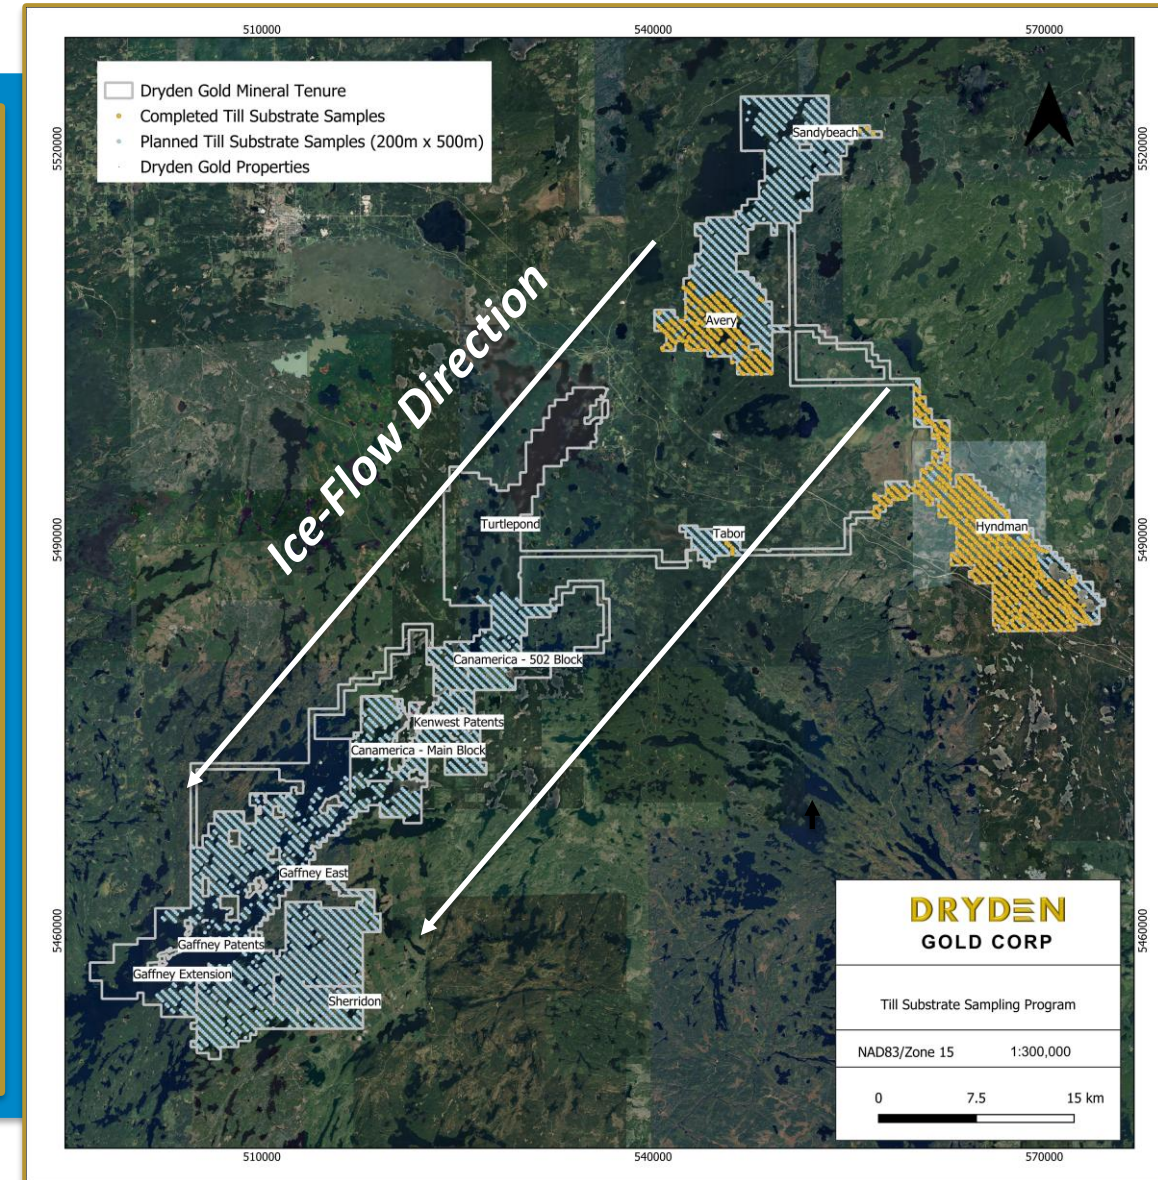 510000
540000
570000
Dryden Gold Mineral Tenure
Completed Till Substrate Samples
Planned Till Substrate Samples (200m x 500m)
Dryden Gold Properties
5520000
5520000
Sandybeach
Avery
Ice-Flow Direction
Turtlepond
Tabor
Hyndman
5490000
5490000
Canamerica - 502 Block
Kenwest Patents
Canamerica - Main Block
Gaffney East
Gaffney Patents
Gaffney Extension
Sherridon
5460000
5460000
DRYDEN
GOLD CORP
Till Substrate Sampling Program
NAD83/Zone 15 1:300,000
0 7.5 15 km
510000
540000
570000